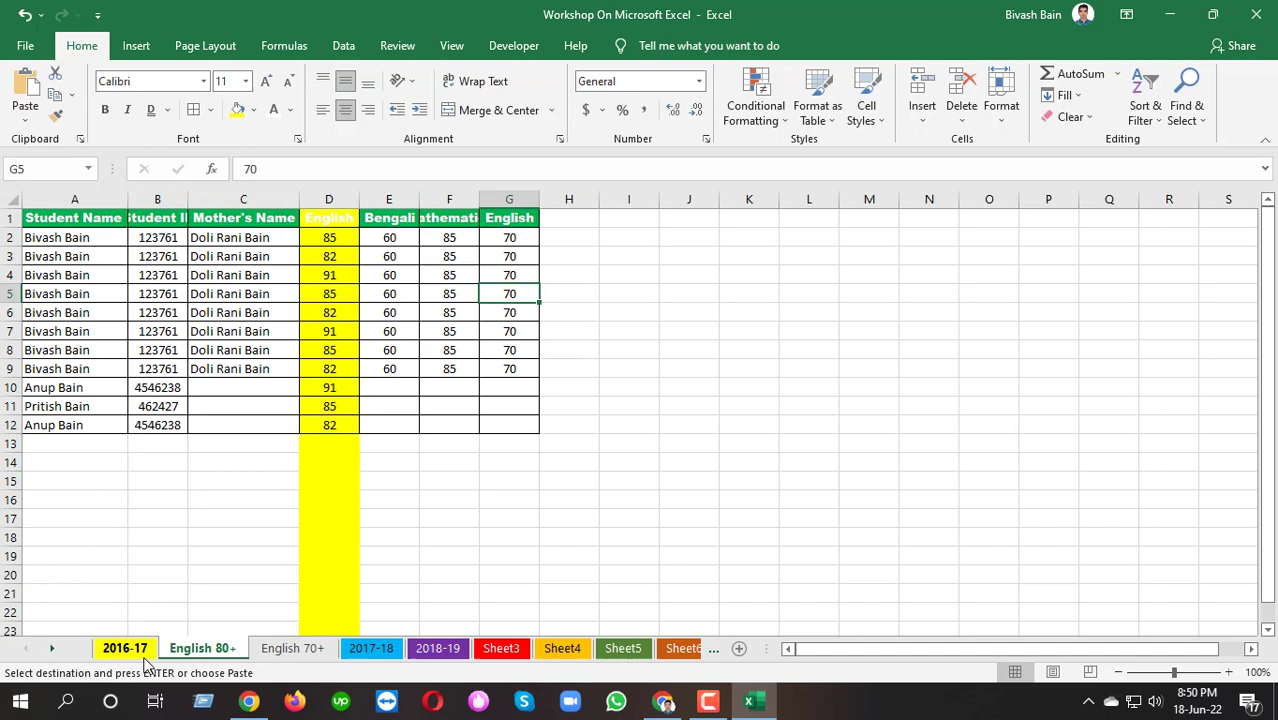 Workshop On Microsoft Excel - Excel
Bivash Bain
File Home Insert Page Layout Formulas Data Review View Developer Help Tell me what you want to do Share
Paste
Calibri 11
Wrap Text
General
Merge & Center
B I D A
$ % ,
Conditional Formatting
Format as Table
Cell Styles
Insert
Delete
Format
AutoSum
Fill
Clear
Sort & Filter
Find & Select
Clipboard Font Alignment Number Styles Cells Editing
G5 fx 70
A B C D E F G H I J K L M N O P Q R S
1 Student Name Student I Mother's Name English Bengali athemati English
2 Bivash Bain 123761 Doli Rani Bain 85 60 85 70
3 Bivash Bain 123761 Doli Rani Bain 82 60 85 70
4 Bivash Bain 123761 Doli Rani Bain 91 60 85 70
5 Bivash Bain 123761 Doli Rani Bain 85 60 85 70
6 Bivash Bain 123761 Doli Rani Bain 82 60 85 70
7 Bivash Bain 123761 Doli Rani Bain 91 60 85 70
8 Bivash Bain 123761 Doli Rani Bain 85 60 85 70
9 Bivash Bain 123761 Doli Rani Bain 82 60 85 70
10 Anup Bain 4546238 91
11 Pritish Bain 462427 85
12 Anup Bain 4546238 82
13
14
15
16
17
18
19
20
21
22
23
2016-17 English 80+ English 70+ 2017-18 2018-19 Sheet3 Sheet4 Sheet5 Sheet6 ...
Select destination and press ENTER or choose Paste 100%
8:50 PM
18-Jun-22
17